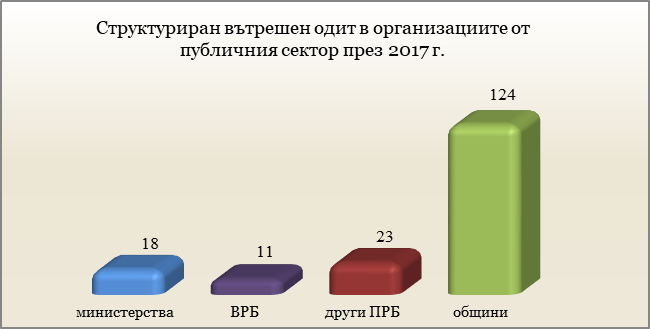 Структуриран вътрешен одит в организациите от
публичния сектор през 2017 г.
124
18
11
23
министерства
ВРБ
други ПРБ
общини